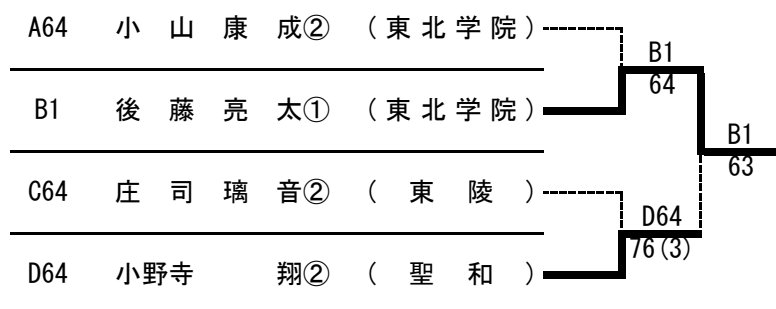 A64 小山康成② (東北学院)
B1
64
B1 後藤亮太① (東北学院)
B1
63
C64 庄司璃音② (東陵)
D64
76(3)
D64 小野寺 翔② (聖和)